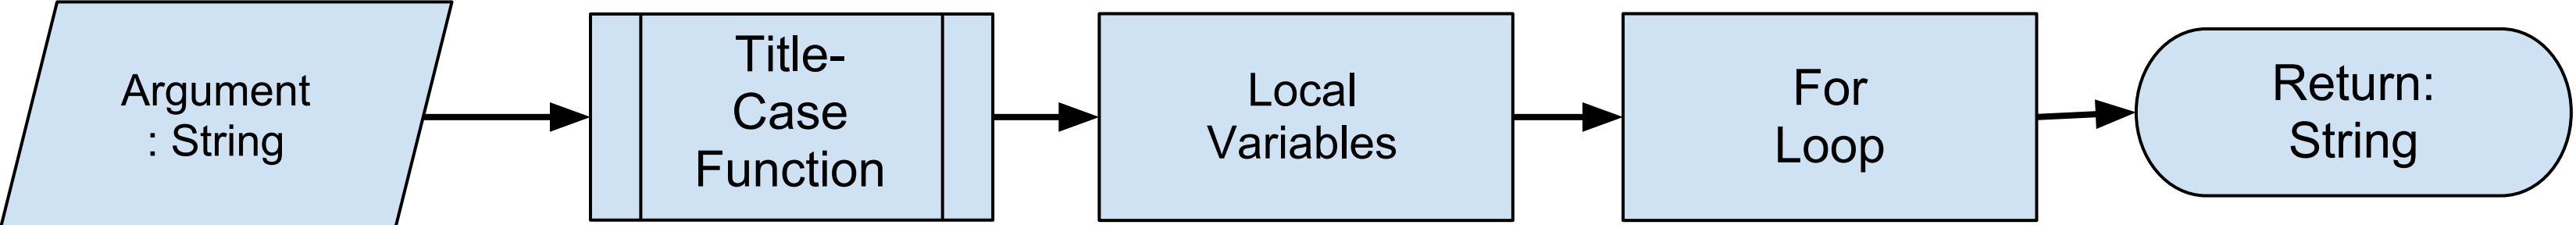 Argument
: String
Title-
Case
Function
Local
Variables
For
Loop
Return:
String